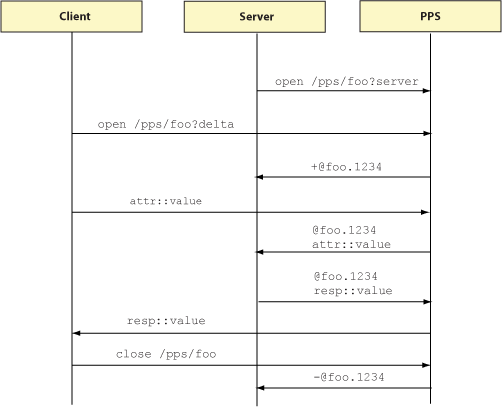 Client Server PPS
open /pps/foo?server
open /pps/foo?delta
+@foo.1234
attr::value
@foo.1234
attr::value
@foo.1234
resp::value
resp::value
close /pps/foo
-@foo.1234